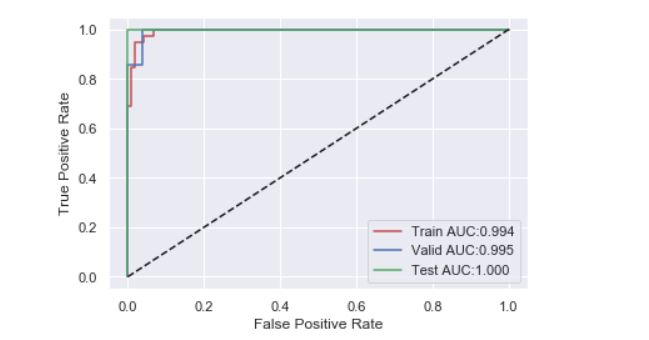 1.0
0.8
0.6
0.4
0.2
0.0
True Positive Rate
Train AUC:0.994
Valid AUC:0.995
Test AUC:1.000
0.0 0.2 0.4 0.6 0.8 1.0
False Positive Rate